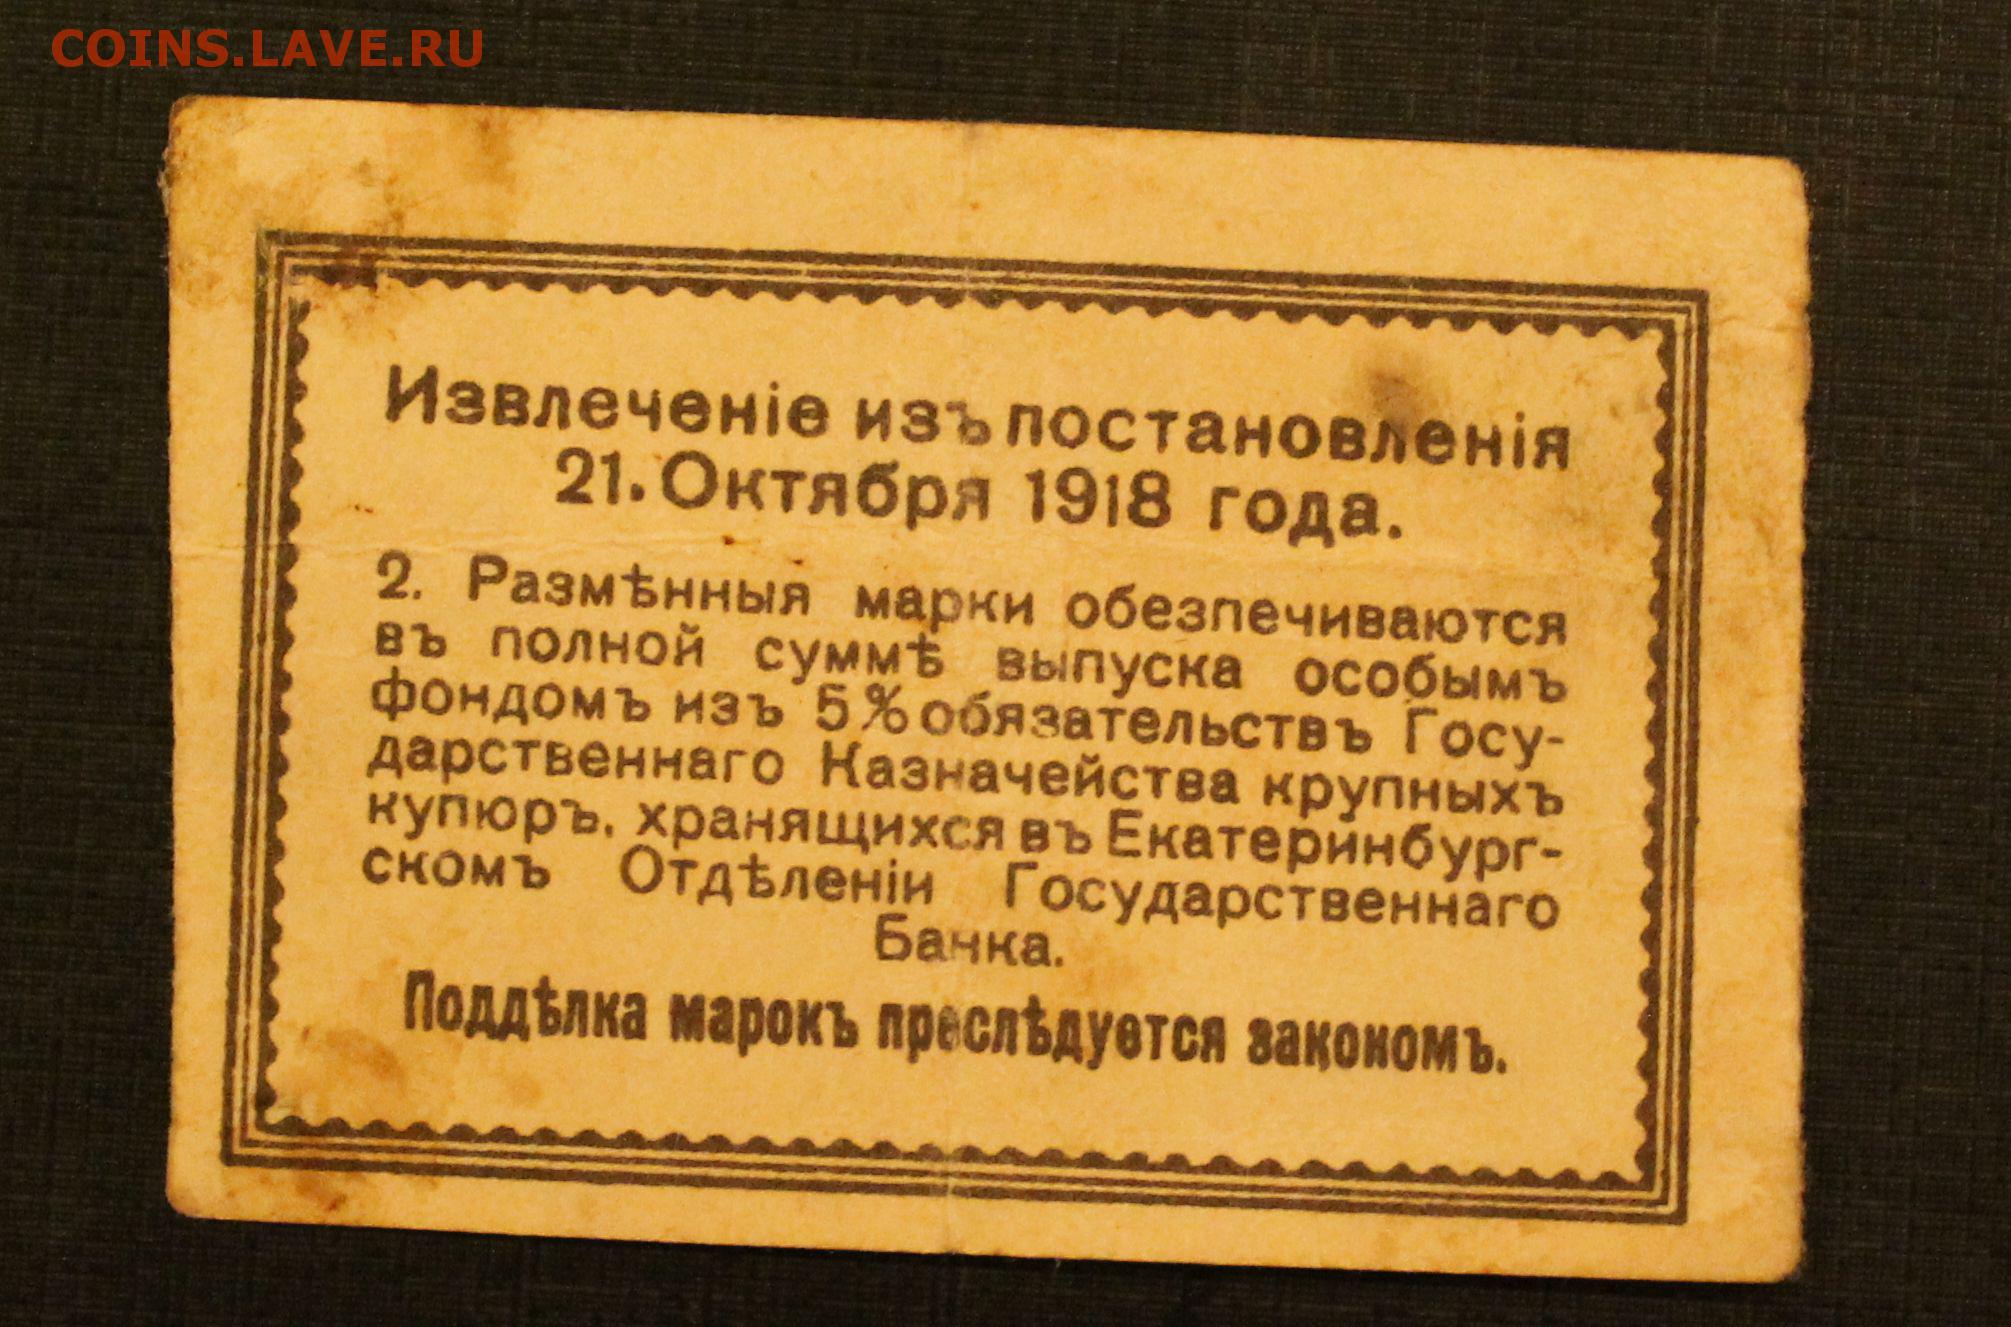 COINS.LAVE.RU
Извлеченіе изъ постановленія
21. Октября 1918 года.
2. Размѣнныя марки обезпечиваются
въ полной суммѣ выпуска особымъ
фондомъ изъ 5% обязательствъ Госу-
дарственнаго Казначейства крупныхъ
купюръ, хранящихся въ Екатеринбург-
скомъ Отдѣленіи Государственнаго
Банка.
Поддѣлка марокъ преслѣдуется закономъ.